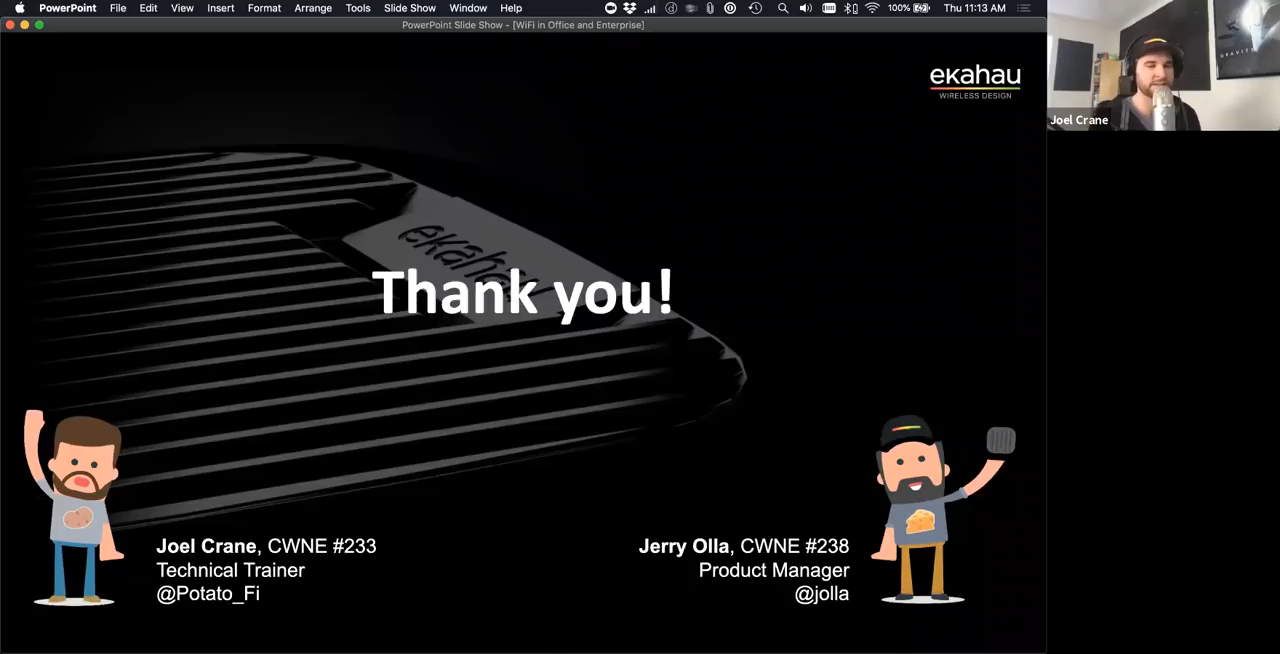 PowerPoint File Edit View Insert Format Arrange Tools Slide Show Window Help 100% Thu 11:13 AM
PowerPoint Slide Show - [WiFi in Office and Enterprise]
ekahau
WIRELESS DESIGN
GRAVITY
Joel Crane
ekahau
Thank you!
Joel Crane, CWNE #233
Technical Trainer
@Potato_Fi
Jerry Olla, CWNE #238
Product Manager
@jolla